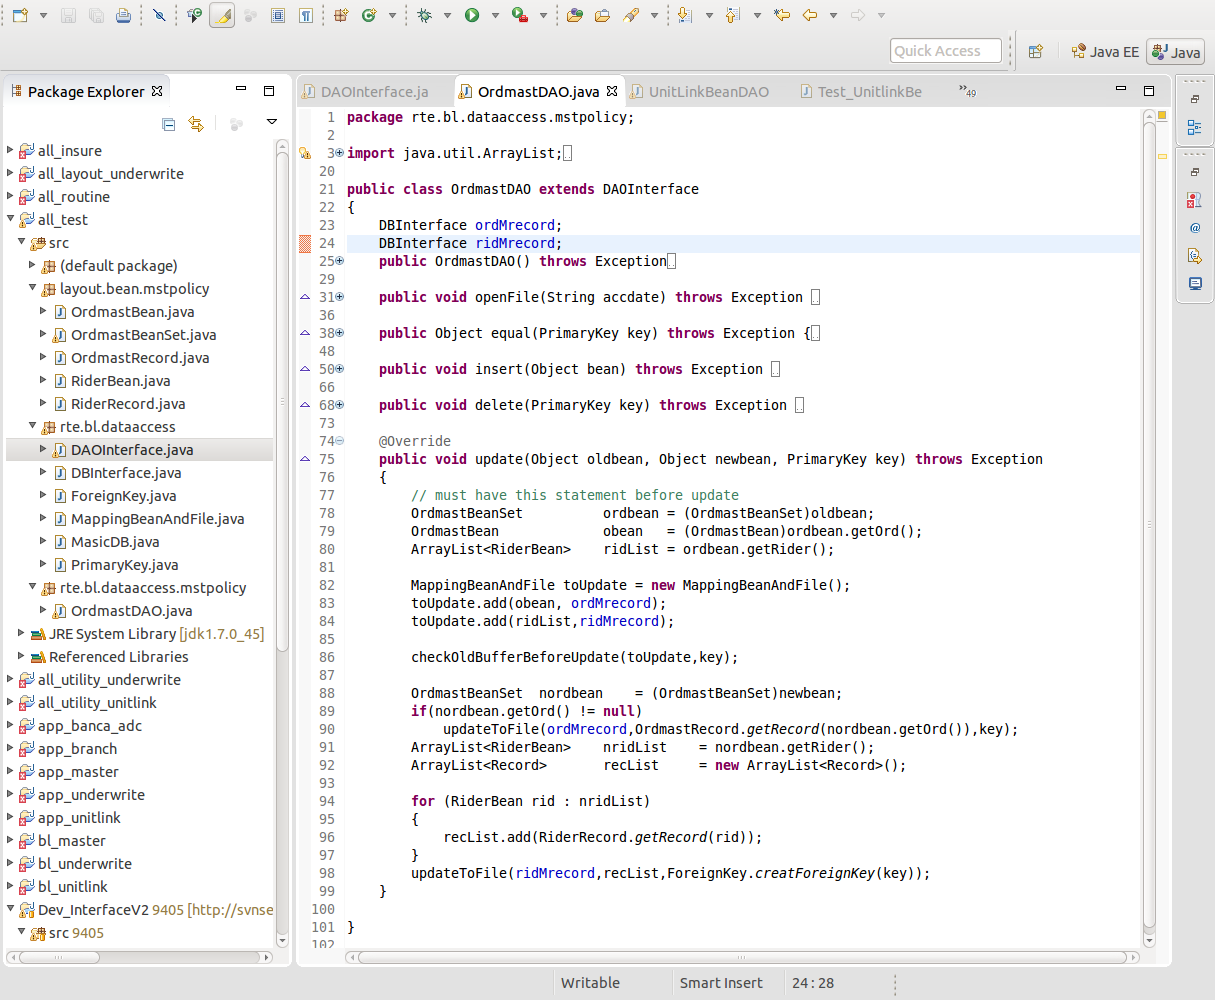 Quick Access
Java EE
Java
Package Explorer
all_insure
all_layout_underwrite
all_routine
all_test
src
(default package)
layout.bean.mstpolicy
OrdmastBean.java
OrdmastBeanSet.java
OrdmastRecord.java
RiderBean.java
RiderRecord.java
rte.bl.dataaccess
DAOInterface.java
DBInterface.java
ForeignKey.java
MappingBeanAndFile.java
MasicDB.java
PrimaryKey.java
rte.bl.dataaccess.mstpolicy
OrdmastDAO.java
JRE System Library [jdk1.7.0_45]
Referenced Libraries
all_utility_underwrite
all_utility_unitlink
app_banca_adc
app_branch
app_master
app_underwrite
app_unitlink
bl_master
bl_underwrite
bl_unitlink
Dev_InterfaceV2 9405 [http://svnse
src 9405
DAOInterface.ja
OrdmastDAO.java
UnitLinkBeanDAO
Test_UnitlinkBe
»49
1 package rte.bl.dataaccess.mstpolicy;
2
3 import java.util.ArrayList;
20
21 public class OrdmastDAO extends DAOInterface
22 {
23 DBInterface ordMrecord;
24 DBInterface ridMrecord;
25 public OrdmastDAO() throws Exception
29
31 public void openFile(String accdate) throws Exception
36
38 public Object equal(PrimaryKey key) throws Exception {
48
50 public void insert(Object bean) throws Exception
66
68 public void delete(PrimaryKey key) throws Exception
73
74 @Override
75 public void update(Object oldbean, Object newbean, PrimaryKey key) throws Exception
76 {
77 // must have this statement before update
78 OrdmastBeanSet ordbean = (OrdmastBeanSet)oldbean;
79 OrdmastBean obean = (OrdmastBean)ordbean.getOrd();
80 ArrayList<RiderBean> ridList = ordbean.getRider();
81
82 MappingBeanAndFile toUpdate = new MappingBeanAndFile();
83 toUpdate.add(obean, ordMrecord);
84 toUpdate.add(ridList,ridMrecord);
85
86 checkOldBufferBeforeUpdate(toUpdate,key);
87
88 OrdmastBeanSet nordbean = (OrdmastBeanSet)newbean;
89 if(nordbean.getOrd() != null)
90 updateToFile(ordMrecord,OrdmastRecord.getRecord(nordbean.getOrd()),key);
91 ArrayList<RiderBean> nridList = nordbean.getRider();
92 ArrayList<Record> recList = new ArrayList<Record>();
93
94 for (RiderBean rid : nridList)
95 {
96 recList.add(RiderRecord.getRecord(rid));
97 }
98 updateToFile(ridMrecord,recList,ForeignKey.creatForeignKey(key));
99 }
100
101 }
102
Writable
Smart Insert
24 : 28